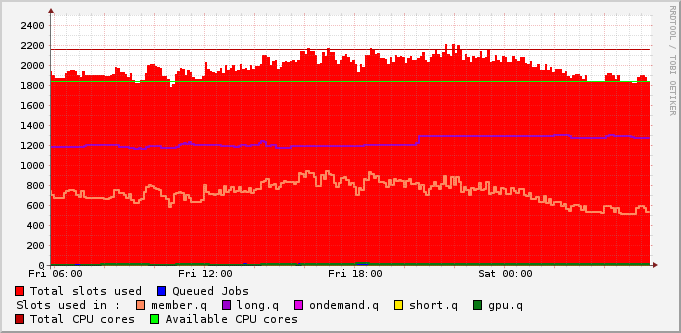 2400
2200
2000
1800
1600
1400
1200
1000
800
600
400
200
0
Fri 06:00 Fri 12:00 Fri 18:00 Sat 00:00
Total slots used Queued Jobs
Slots used in : member.q long.q ondemand.q short.q gpu.q
Total CPU cores Available CPU cores
RRDTOOL / TOBI OETIKER